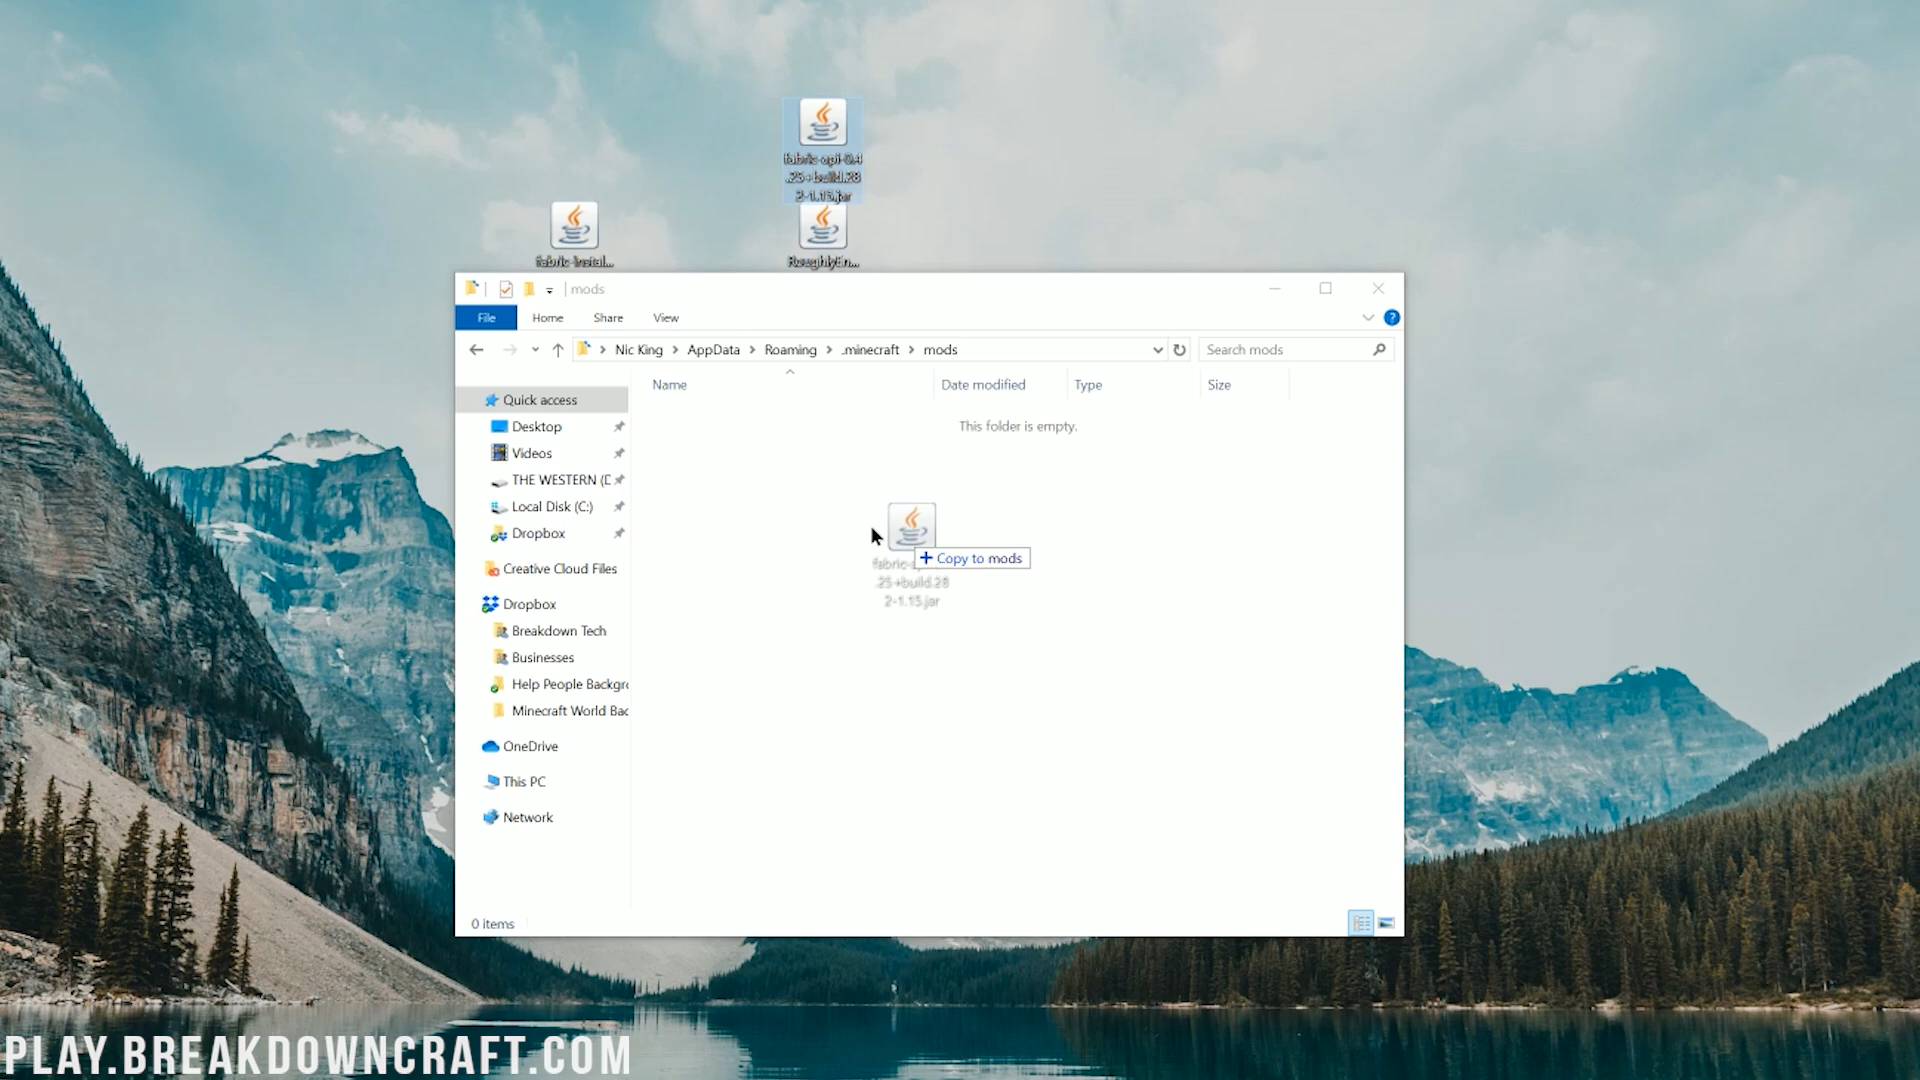 fabric-api-0.4
.25+build.28
2-1.15.jar
fabric-instal...
RoughlyEn...
mods
File
Home
Share
View
?
Nic King
AppData
Roaming
.minecraft
mods
Search mods
Name
Date modified
Type
Size
This folder is empty.
Quick access
Desktop
Videos
THE WESTERN (D
Local Disk (C:)
Dropbox
Creative Cloud Files
Dropbox
Breakdown Tech
Businesses
Help People Backgro
Minecraft World Bac
OneDrive
This PC
Network
+ Copy to mods
.25+build.28
2-1.15.jar
0 items
PLAY.BREAKDOWNCRAFT.COM